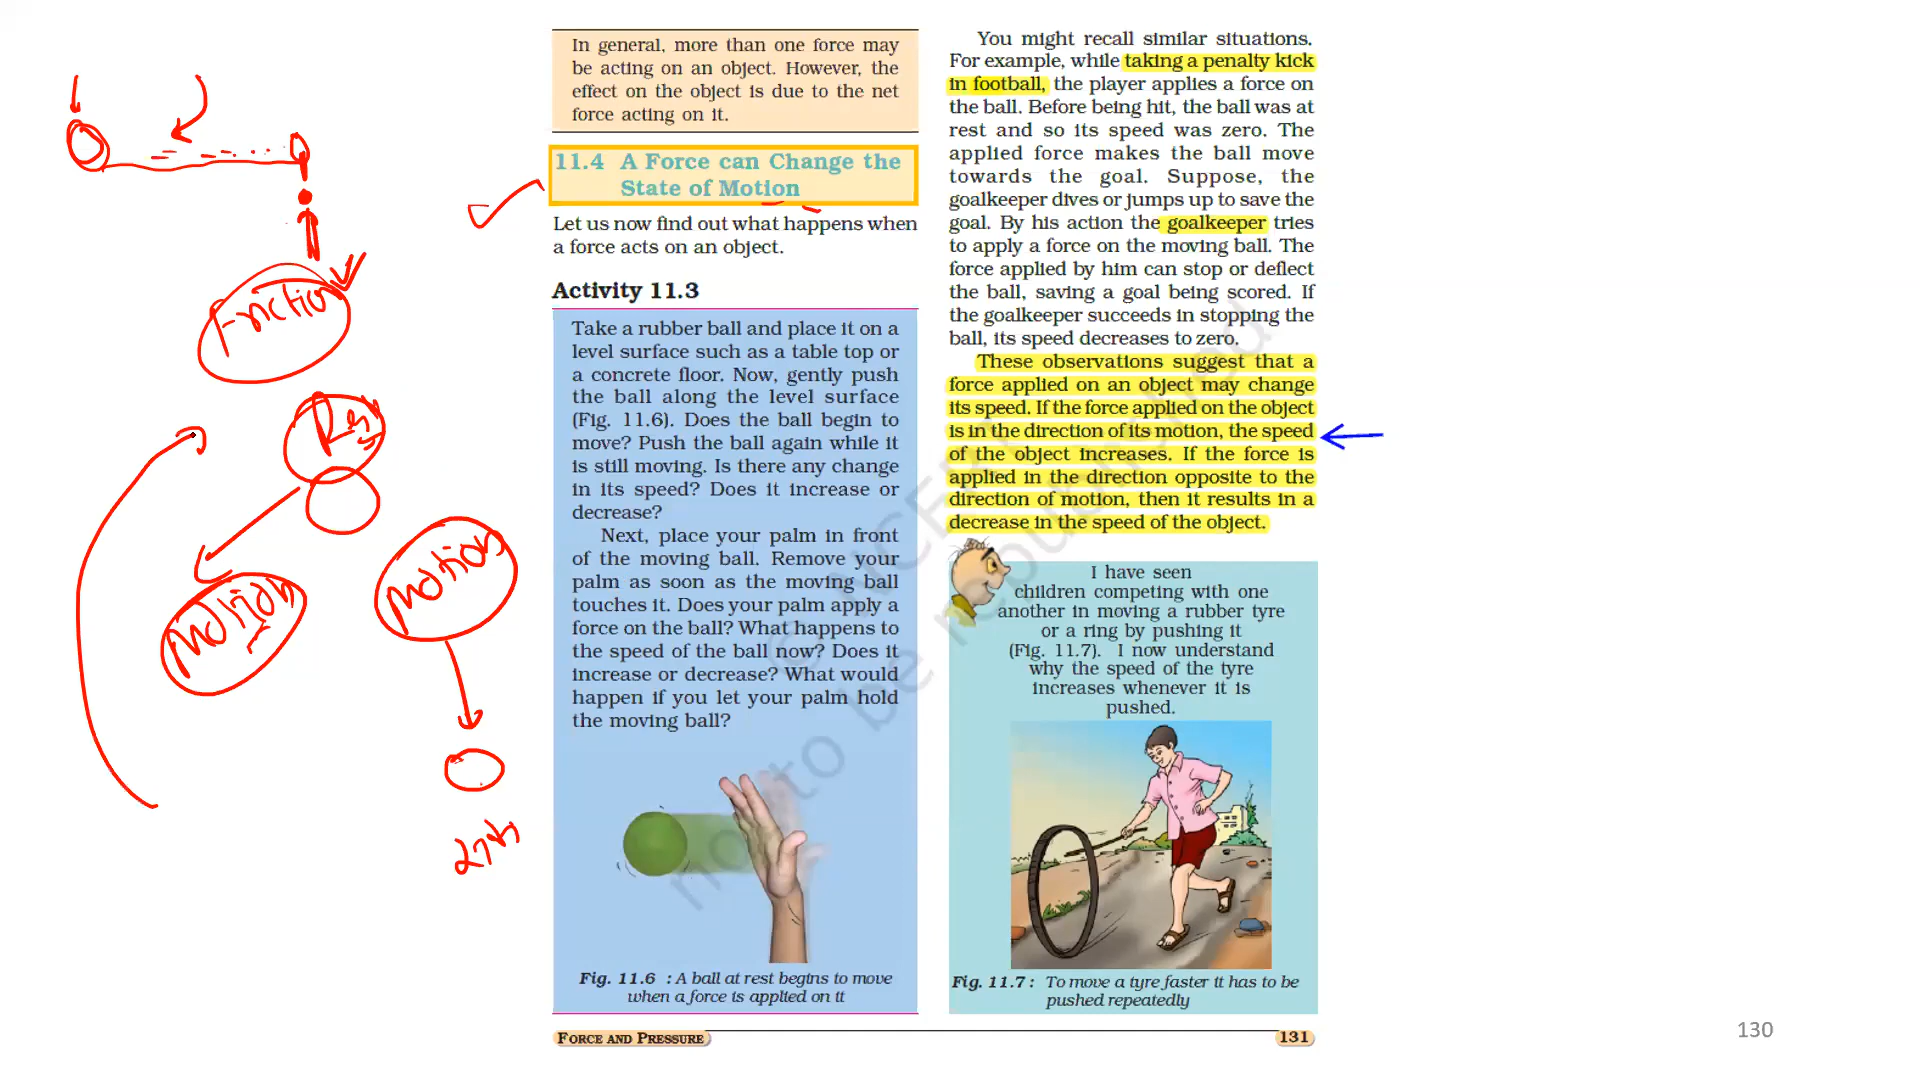 In general, more than one force may
be acting on an object. However, the
effect on the object is due to the net
force acting on it.
11.4 A Force can Change the
State of Motion
Let us now find out what happens when
a force acts on an object.
Activity 11.3
Take a rubber ball and place it on a
level surface such as a table top or
a concrete floor. Now, gently push
the ball along the level surface
(Fig. 11.6). Does the ball begin to
move? Push the ball again while it
is still moving. Is there any change
in its speed? Does it increase or
decrease?
Next, place your palm in front
of the moving ball. Remove your
palm as soon as the moving ball
touches it. Does your palm apply a
force on the ball? What happens to
the speed of the ball now? Does it
increase or decrease? What would
happen if you let your palm hold
the moving ball?
Fig. 11.6 : A ball at rest begins to move
when a force is applied on it
You might recall similar situations.
For example, while taking a penalty kick
in football, the player applies a force on
the ball. Before being hit, the ball was at
rest and so its speed was zero. The
applied force makes the ball move
towards the goal. Suppose, the
goalkeeper dives or jumps up to save the
goal. By his action the goalkeeper tries
to apply a force on the moving ball. The
force applied by him can stop or deflect
the ball, saving a goal being scored. If
the goalkeeper succeeds in stopping the
ball, its speed decreases to zero.
These observations suggest that a
force applied on an object may change
its speed. If the force applied on the object
is in the direction of its motion, the speed
of the object increases. If the force is
applied in the direction opposite to the
direction of motion, then it results in a
decrease in the speed of the object.
I have seen
children competing with one
another in moving a rubber tyre
or a ring by pushing it
(Fig. 11.7). I now understand
why the speed of the tyre
increases whenever it is
pushed.
Fig. 11.7 : To move a tyre faster it has to be
pushed repeatedly
FORCE AND PRESSURE
131
130
Friction
Rest
Motion
Motion
© NCERT
not to be republished